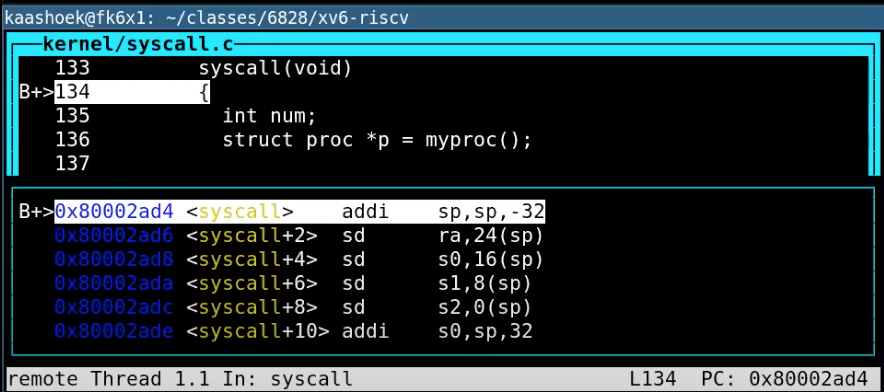 kaashoek@fk6x1: ~/classes/6828/xv6-riscv
kernel/syscall.c
133 syscall(void)
B+>134 {
135 int num;
136 struct proc *p = myproc();
137
B+>0x80002ad4 <syscall> addi sp,sp,-32
0x80002ad6 <syscall+2> sd ra,24(sp)
0x80002ad8 <syscall+4> sd s0,16(sp)
0x80002ada <syscall+6> sd s1,8(sp)
0x80002adc <syscall+8> sd s2,0(sp)
0x80002ade <syscall+10> addi s0,sp,32
remote Thread 1.1 In: syscall L134 PC: 0x80002ad4